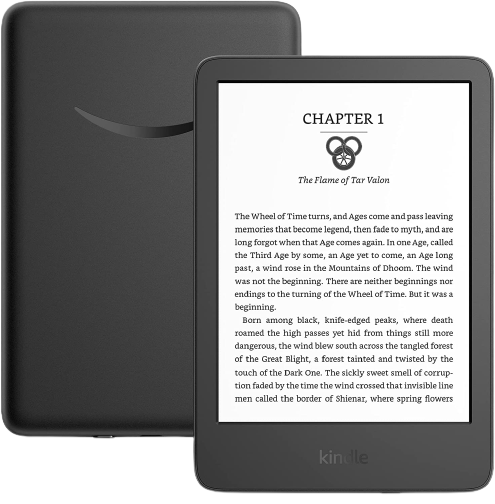 CHAPTER 1
The Flame of Tar Valon
The Wheel of Time turns, and Ages come and pass leaving
memories that become legend, then fade to myth, and are
long forgot when that Age comes again. In one Age, called
the Third Age by some, an Age yet to come, an Age long
past, a wind rose in the Mountains of Dhoom. The wind
was not the beginning. There are neither beginnings nor
endings to the turning of the Wheel of Time. But it was a
beginning.
Born among black, knife-edged peaks, where death
roamed the high passes yet hid from things still more
dangerous, the wind blew south across the tangled forest
of the Great Blight, a forest tainted and twisted by the
touch of the Dark One. The sickly sweet smell of corrup-
tion faded by the time the wind crossed that invisible line
men called the border of Shienar, where spring flowers
kindle